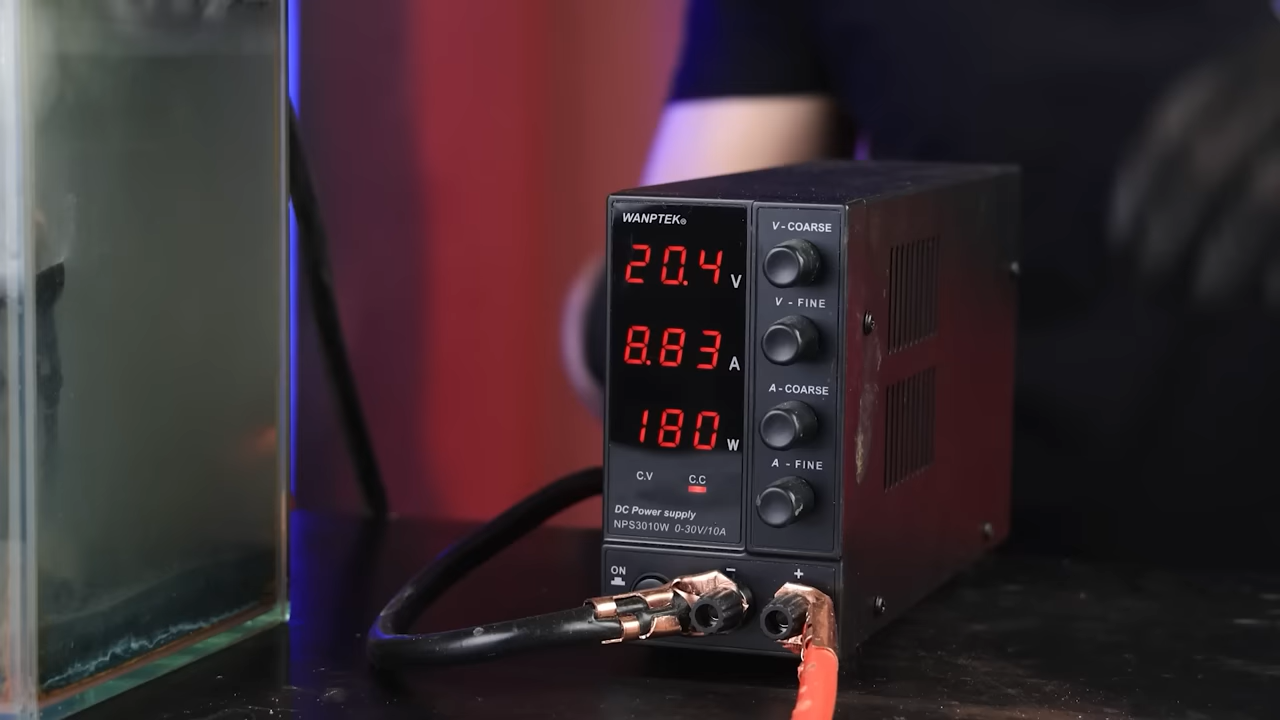 WANPTEK®
20.4 V
8.83 A
180 W
C.V C.C
DC Power supply
NPS3010W 0-30V/10A
V - COARSE
V - FINE
A - COARSE
A - FINE
ON
- +